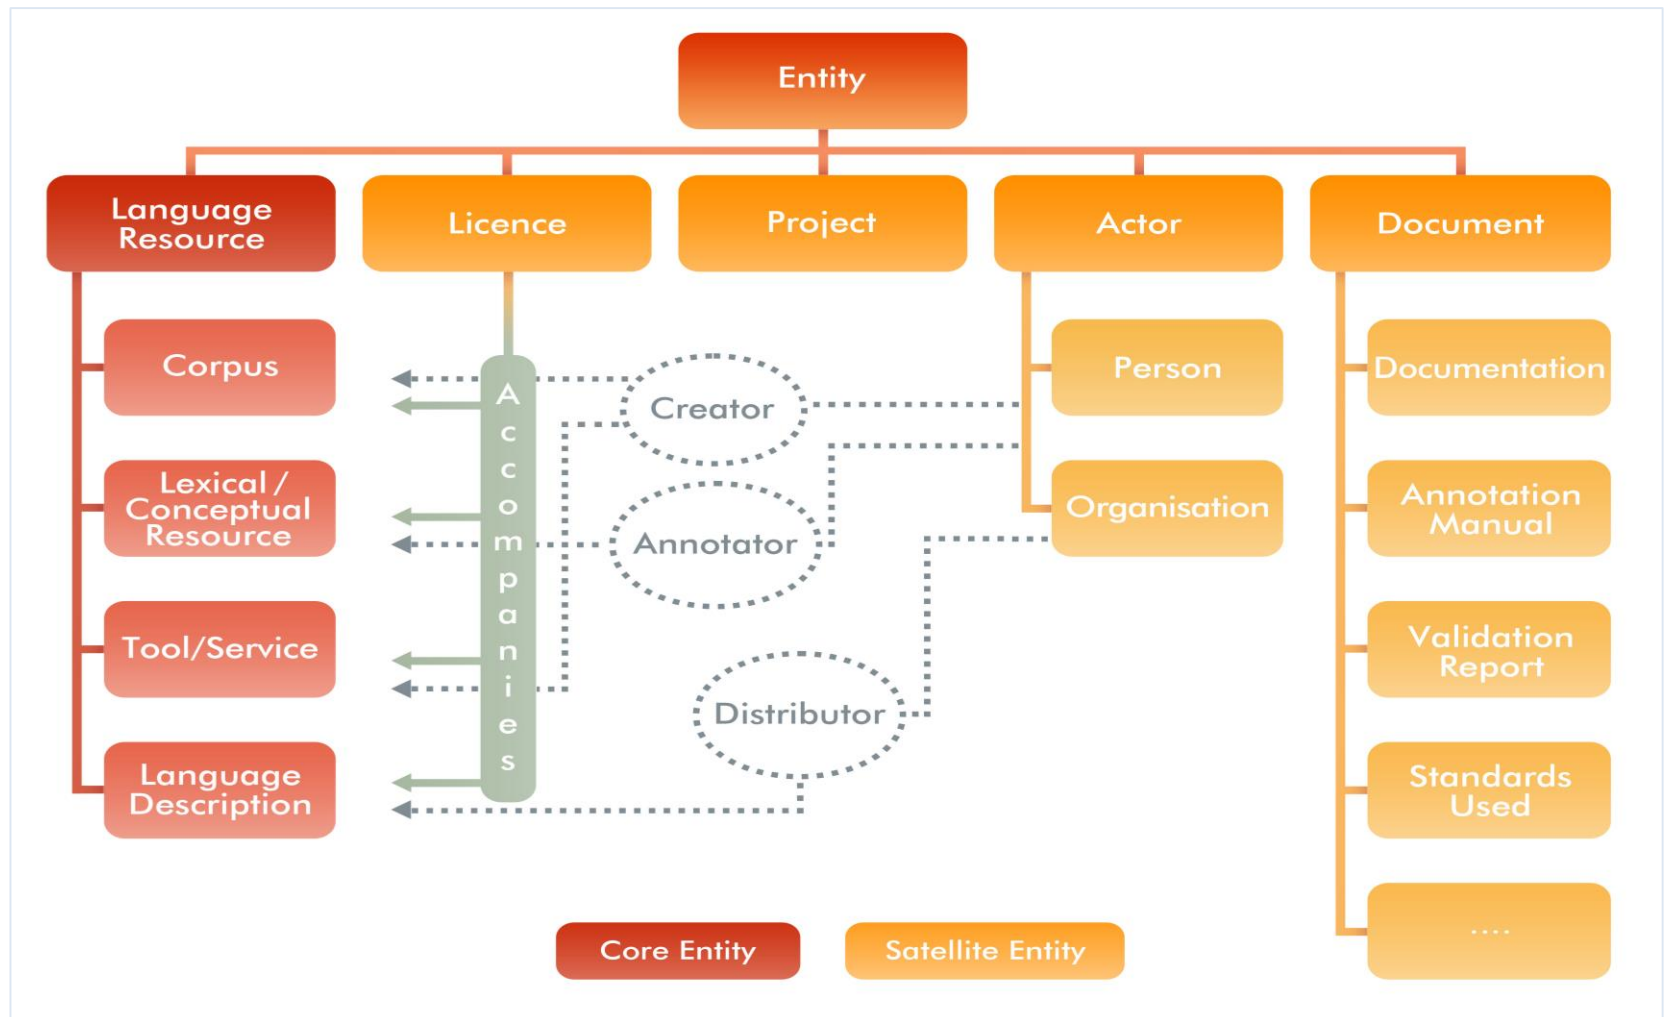 Entity
Language
Resource
Licence
Project
Actor
Document
Corpus
Lexical /
Conceptual
Resource
Tool/Service
Language
Description
Accompanies
Creator
Annotator
Distributor
Person
Organisation
Documentation
Annotation
Manual
Validation
Report
Standards
Used
....
Core Entity
Satellite Entity